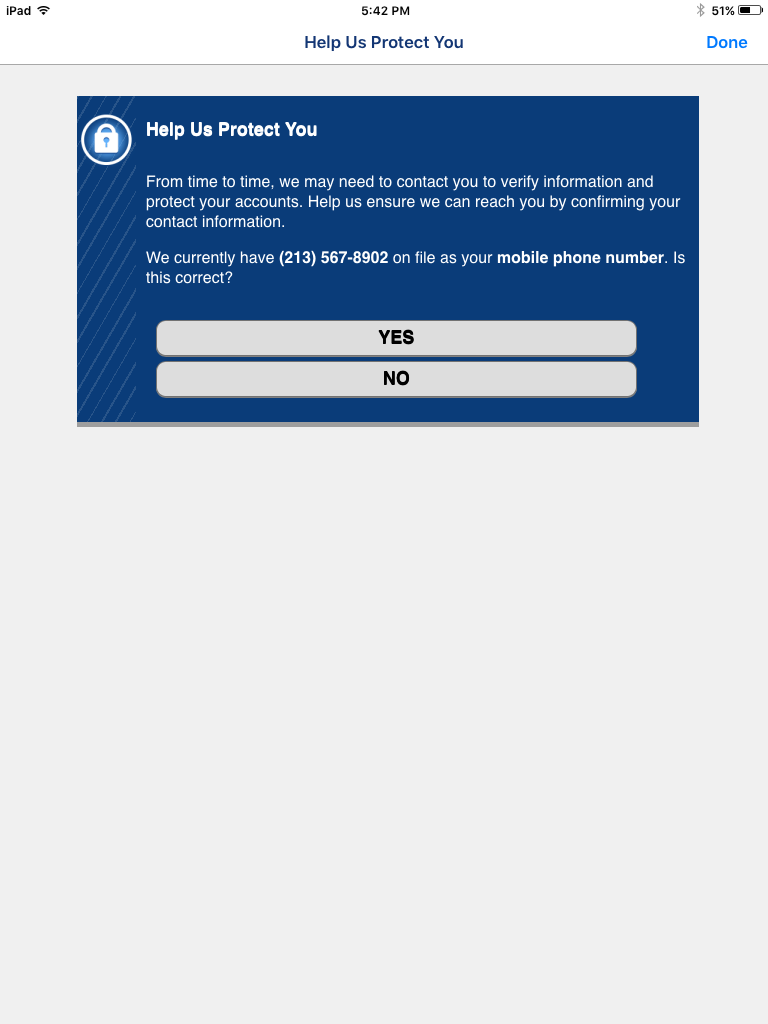 iPad 5:42 PM 51%
Help Us Protect You Done
Help Us Protect You
From time to time, we may need to contact you to verify information and
protect your accounts. Help us ensure we can reach you by confirming your
contact information.
We currently have (213) 567-8902 on file as your mobile phone number. Is
this correct?
YES
NO